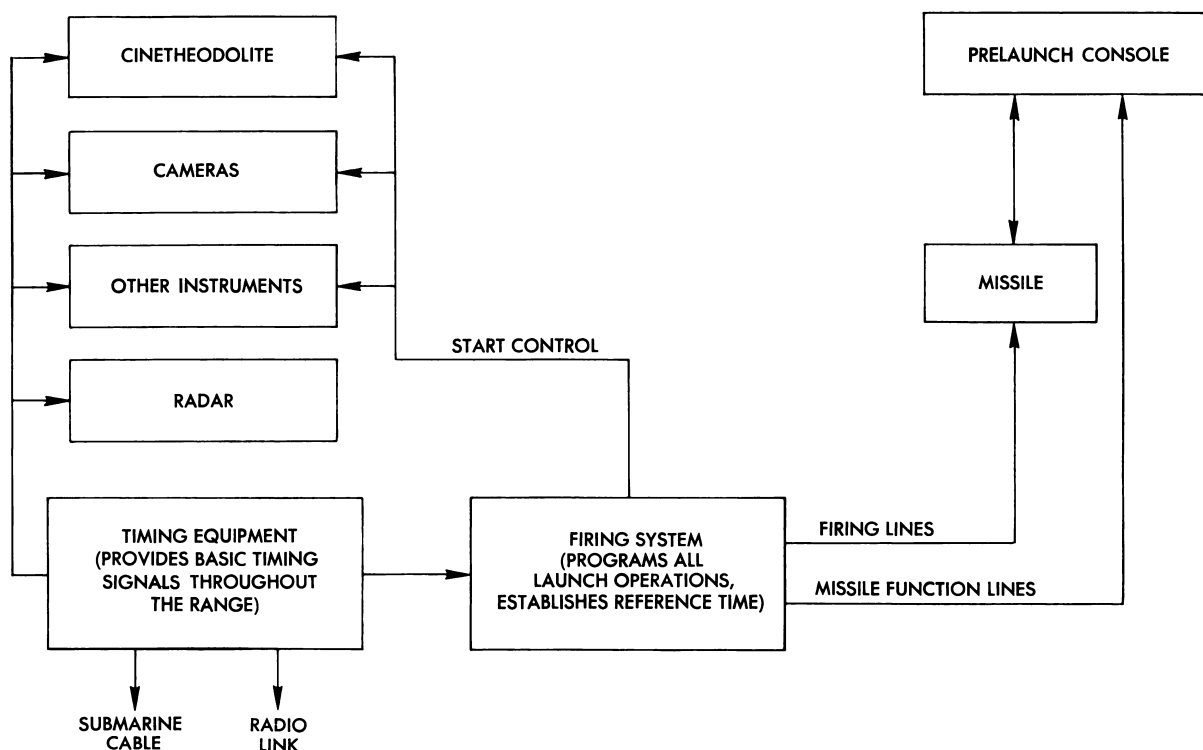 CINETHEODOLITE
PRELAUNCH CONSOLE
CAMERAS
OTHER INSTRUMENTS
MISSILE
START CONTROL
RADAR
TIMING EQUIPMENT
(PROVIDES BASIC TIMING
SIGNALS THROUGHOUT
THE RANGE)
FIRING SYSTEM
(PROGRAMS ALL
LAUNCH OPERATIONS,
ESTABLISHES REFERENCE TIME)
FIRING LINES
MISSILE FUNCTION LINES
SUBMARINE
CABLE
RADIO
LINK